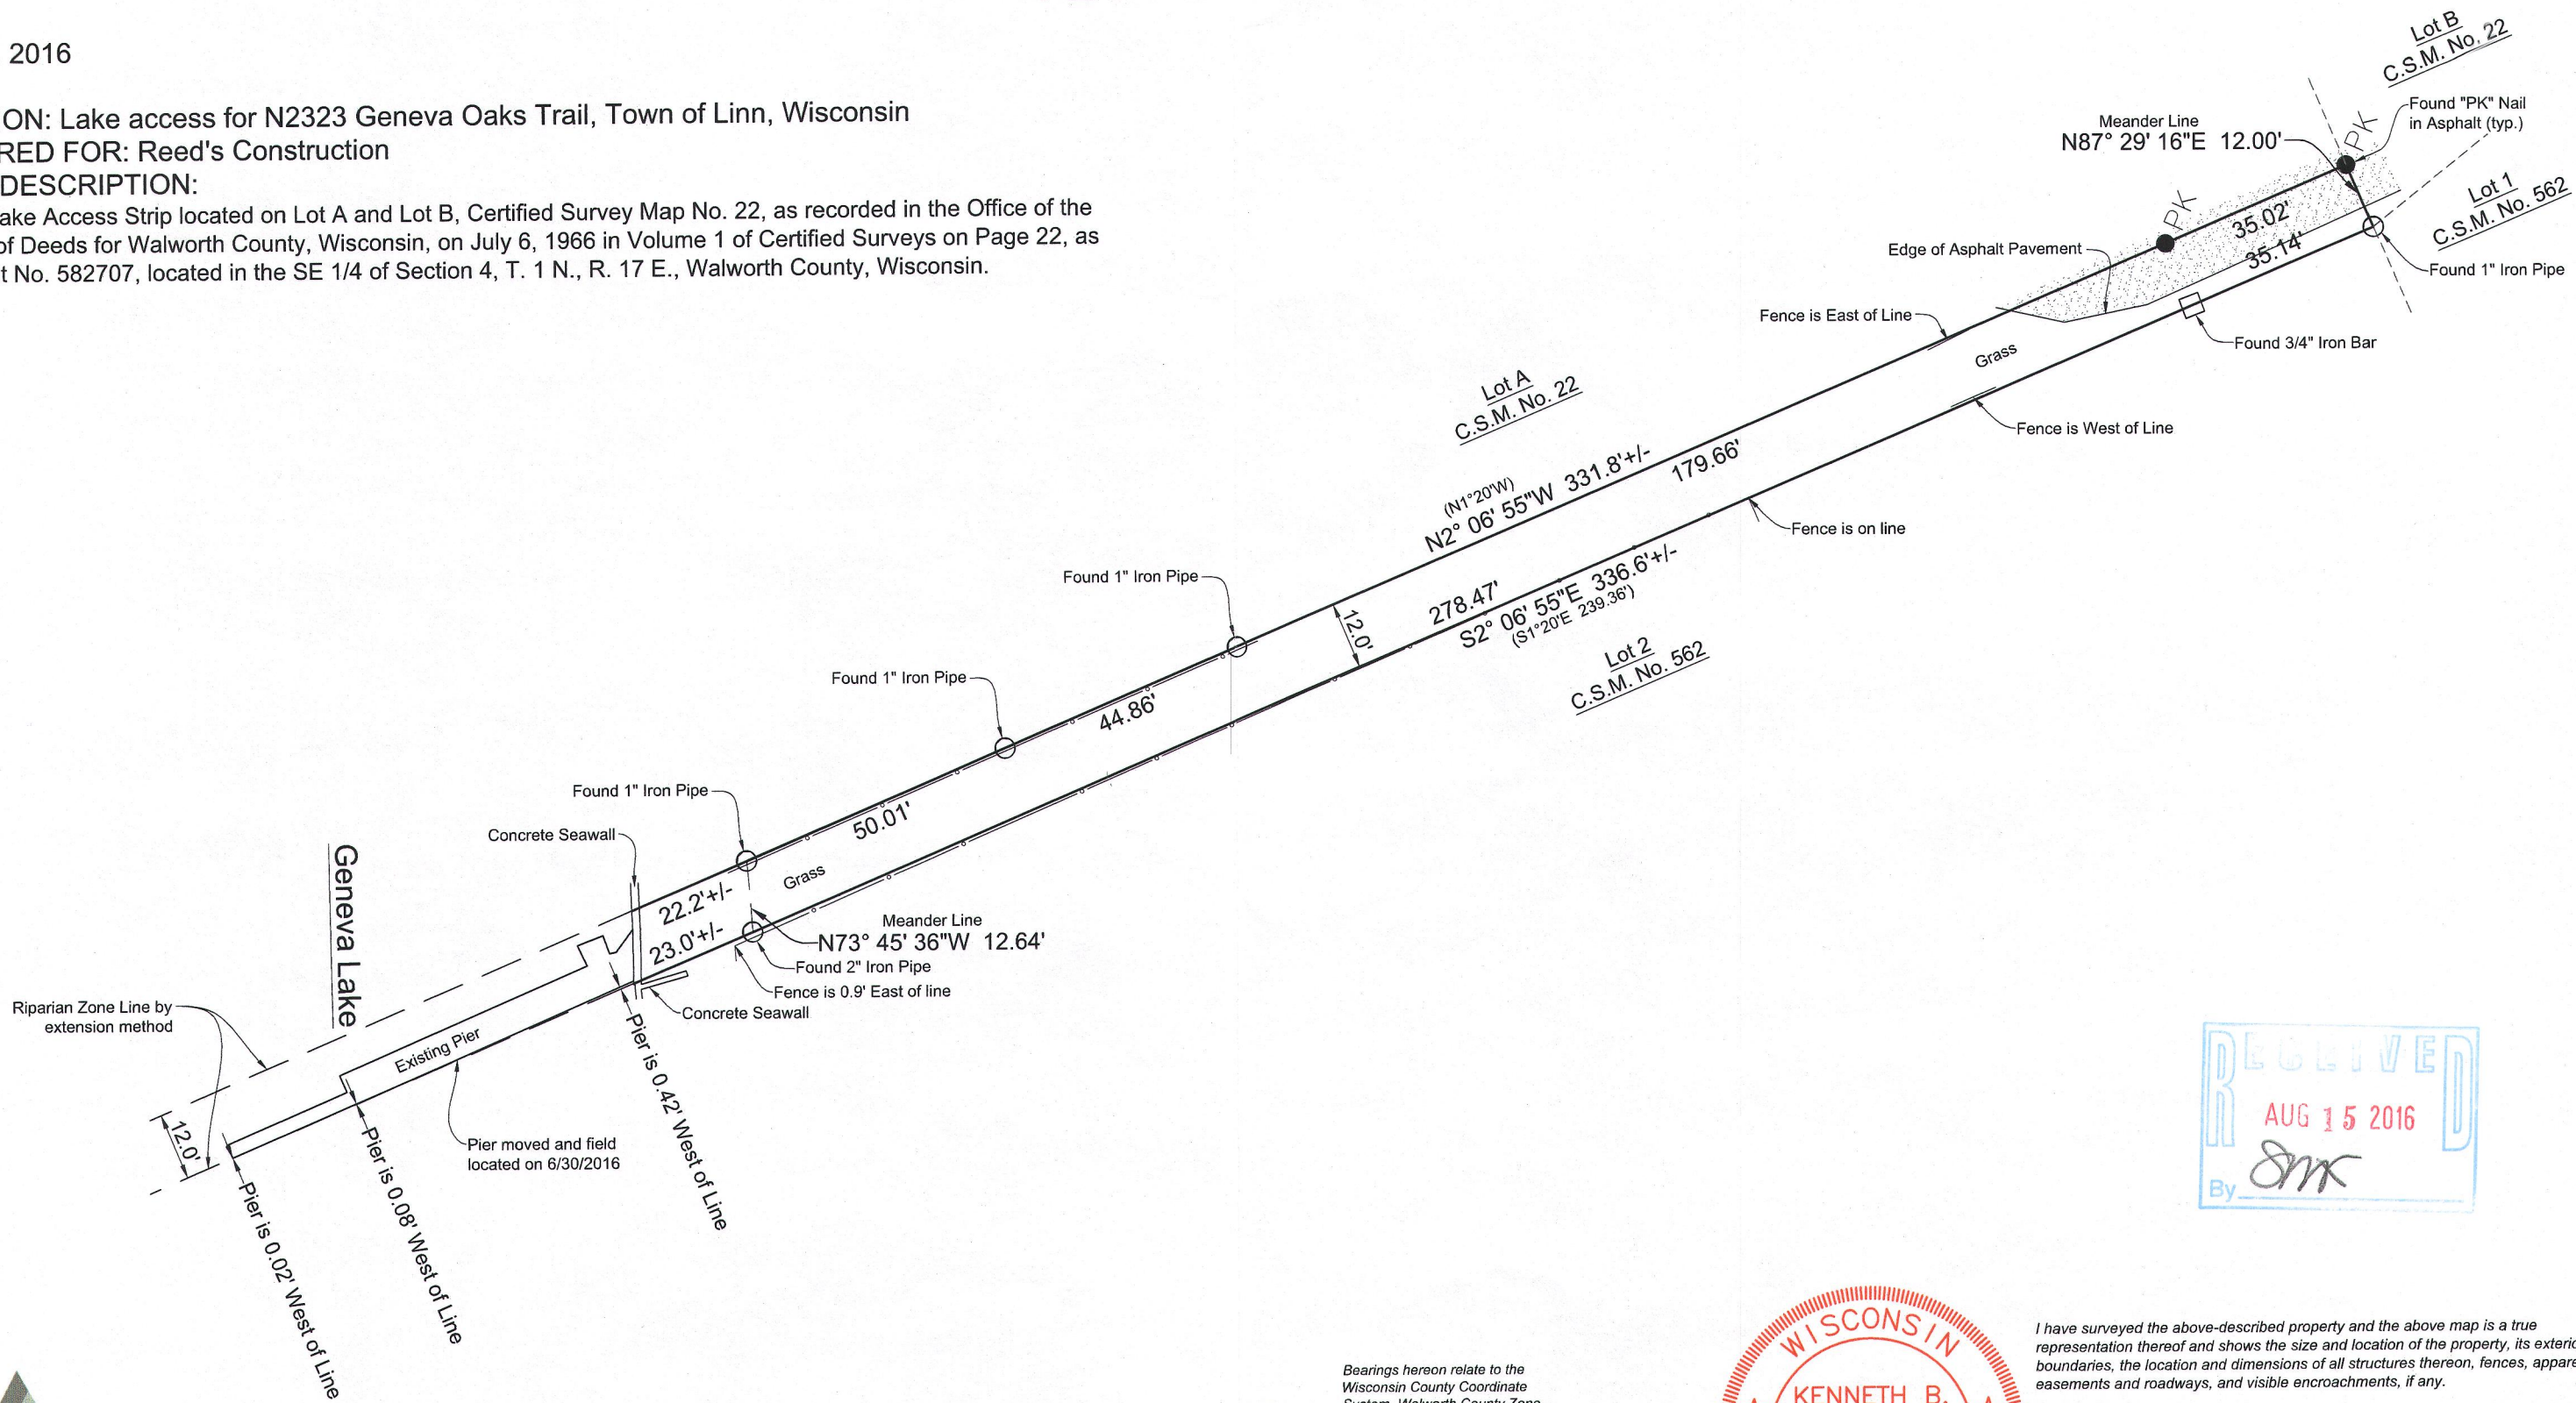 2016
ON: Lake access for N2323 Geneva Oaks Trail, Town of Linn, Wisconsin
RED FOR: Reed's Construction
DESCRIPTION:
ake Access Strip located on Lot A and Lot B, Certified Survey Map No. 22, as recorded in the Office of the
of Deeds for Walworth County, Wisconsin, on July 6, 1966 in Volume 1 of Certified Surveys on Page 22, as
t No. 582707, located in the SE 1/4 of Section 4, T. 1 N., R. 17 E., Walworth County, Wisconsin.
Lot B
C.S.M. No. 22
Found "PK" Nail
in Asphalt (typ.)
Meander Line
N87° 29' 16"E 12.00'
PK
PK
Lot 1
C.S.M. No. 562
35.02'
35.14'
Edge of Asphalt Pavement
Found 1" Iron Pipe
Fence is East of Line
Found 3/4" Iron Bar
Grass
Fence is West of Line
Lot A
C.S.M. No. 22
(N1°20'W)
N2° 06' 55"W 331.8'+/-
179.66'
Fence is on line
278.47'
S2° 06' 55"E 336.6'+/-
(S1°20'E 239.36')
12.0'
Lot 2
C.S.M. No. 562
Found 1" Iron Pipe
Found 1" Iron Pipe
44.86'
Found 1" Iron Pipe
50.01'
Concrete Seawall
Grass
22.2'+/-
23.0'+/-
Meander Line
N73° 45' 36"W 12.64'
Found 2" Iron Pipe
Fence is 0.9' East of line
Concrete Seawall
Geneva Lake
Riparian Zone Line by
extension method
Existing Pier
12.0'
Pier moved and field
located on 6/30/2016
Pier is 0.42' West of Line
Pier is 0.08' West of Line
Pier is 0.02' West of Line
RECEIVED
AUG 15 2016
By SMK
WISCONSIN
KENNETH B.
Bearings hereon relate to the
Wisconsin County Coordinate
System, Walworth County Zone
I have surveyed the above-described property and the above map is a true
representation thereof and shows the size and location of the property, its exteri
boundaries, the location and dimensions of all structures thereon, fences, appare
easements and roadways, and visible encroachments, if any.